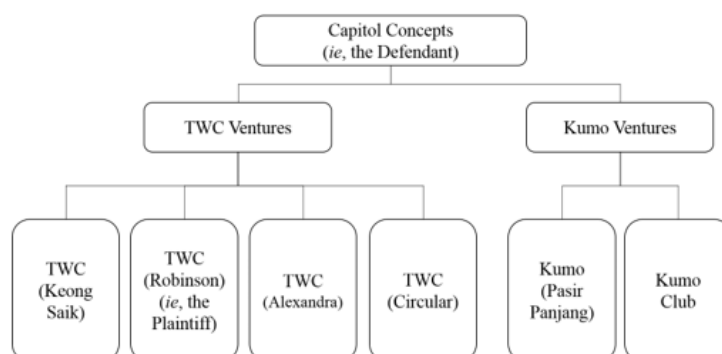 Capitol Concepts
(ie, the Defendant)
TWC Ventures
Kumo Ventures
TWC
(Keong
Saik)
TWC
(Robinson)
(ie, the
Plaintiff)
TWC
(Alexandra)
TWC
(Circular)
Kumo
(Pasir
Panjang)
Kumo
Club